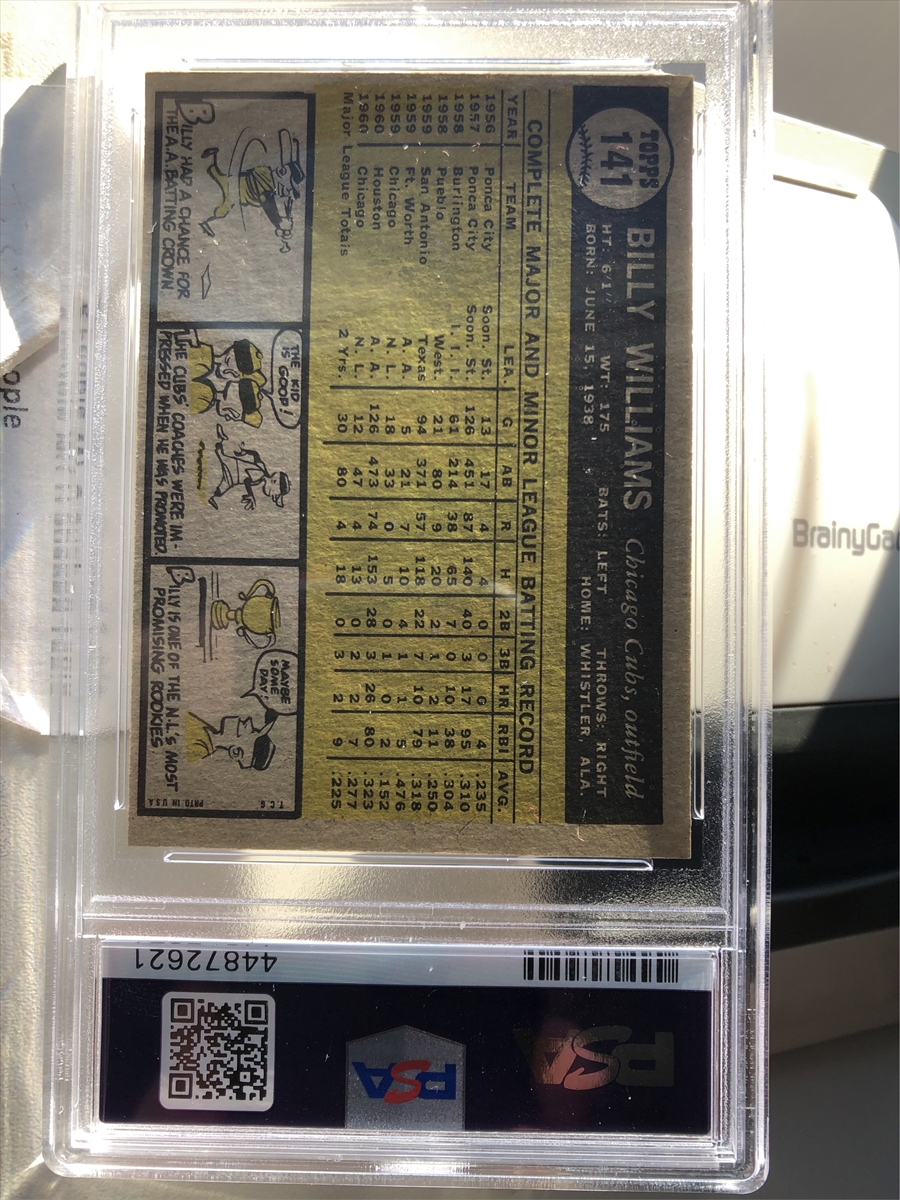 TOPPS
141
BILLY WILLIAMS Chicago Cubs, outfield
HT: 6'1" WT: 175 BATS: LEFT THROWS: RIGHT
BORN: JUNE 15, 1938 HOME: WHISTLER, ALA.
COMPLETE MAJOR AND MINOR LEAGUE BATTING RECORD
YEAR TEAM LEA. G AB R H 2B 3B HR RBI AVG.
1956 Ponca City Soon. St. 13 17 4 4 0 0 0 4 .235
1957 Ponca City Soon. St. 126 451 87 140 40 3 17 95 .310
1958 Burlington I. I. I. 61 214 38 65 7 0 10 38 .304
1958 Pueblo West. 21 80 9 20 2 1 2 11 .250
1959 San Antonio Texas 94 371 57 118 22 7 10 79 .318
1959 Ft. Worth A. A. 5 21 7 10 4 1 1 5 .476
1959 Chicago N. L. 18 33 0 5 0 1 0 2 .152
1960 Houston A. A. 126 473 74 153 28 3 26 80 .323
1960 Chicago N. L. 12 47 4 13 0 2 2 7 .277
Major League Totals 2 Yrs. 30 80 4 18 0 3 2 9 .225
BILLY HAD A CHANCE FOR
THE A.A. BATTING CROWN.
THE KID
IS GOOD!
THE CUBS' COACHES WERE IM-
PRESSED WHEN HE WAS PROMOTED.
MAYBE
SOME
DAY!
BILLY IS ONE OF THE N.L.'S MOST
PROMISING ROOKIES.
T.C.G.
PRTD. IN U.S.A.
44872621
PSA
PSA
BrainyGa
ople